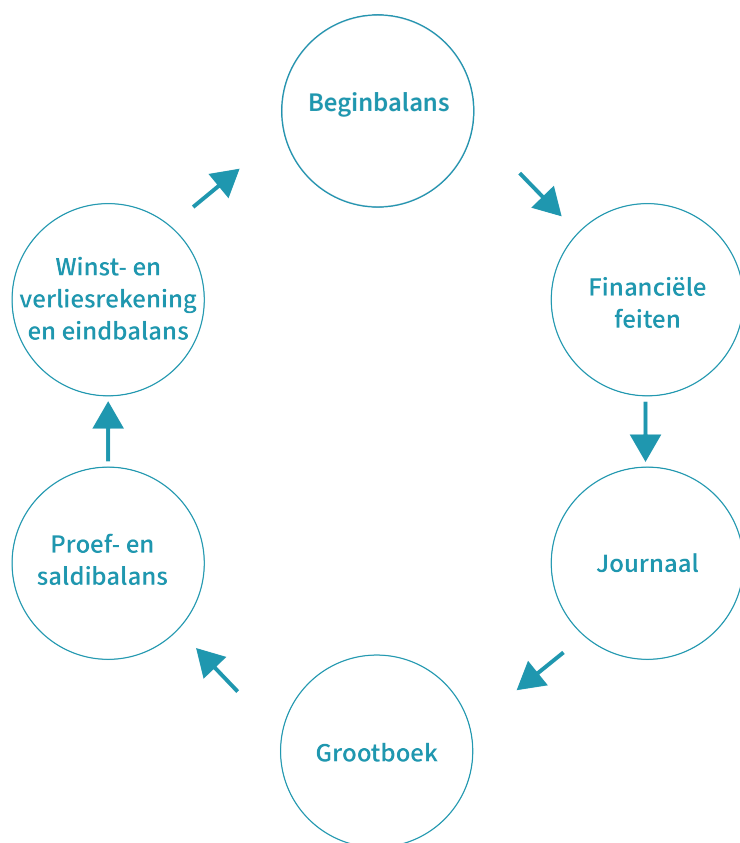 Beginbalans
Financiële
feiten
Journaal
Grootboek
Proef- en
saldibalans
Winst- en
verliesrekening
en eindbalans